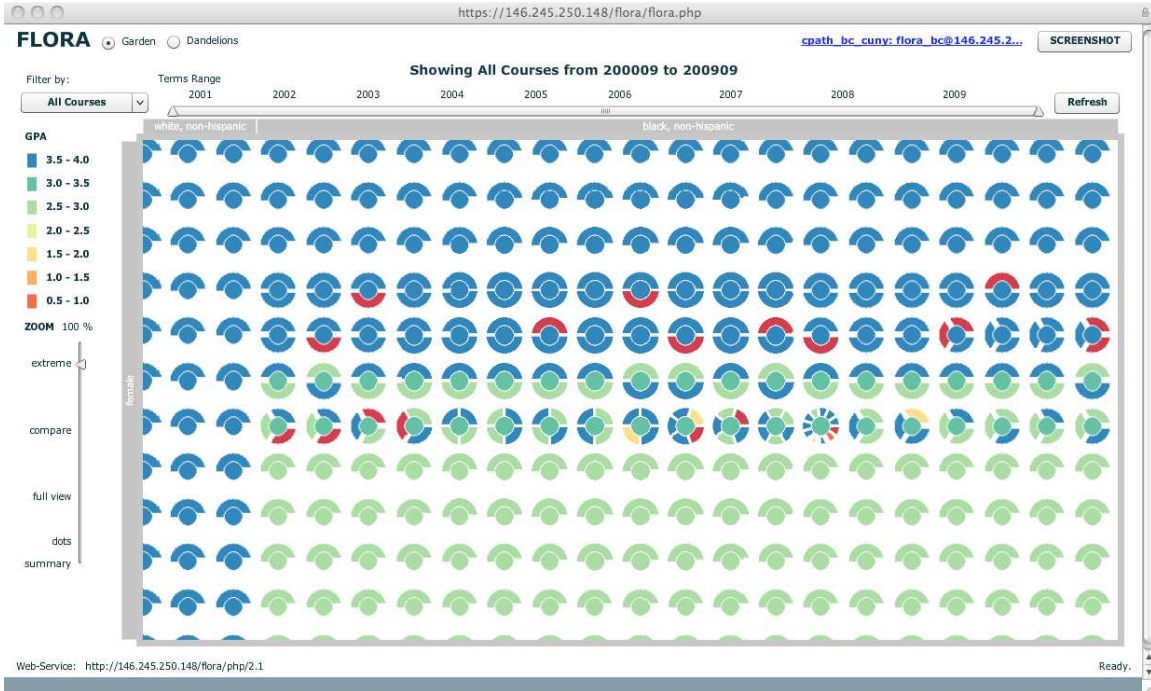 https://146.245.250.148/flora/flora.php
FLORA Garden Dandelions
cpath_bc_cuny: flora_bc@146.245.2...
SCREENSHOT
Filter by:
All Courses
Terms Range
Showing All Courses from 200009 to 200909
2001 2002 2003 2004 2005 2006 2007 2008 2009
Refresh
white, non-hispanic
black, non-hispanic
GPA
3.5 - 4.0
3.0 - 3.5
2.5 - 3.0
2.0 - 2.5
1.5 - 2.0
1.0 - 1.5
0.5 - 1.0
ZOOM 100 %
extreme
compare
full view
dots
summary
female
Web-Service: http://146.245.250.148/flora/php/2.1
Ready.